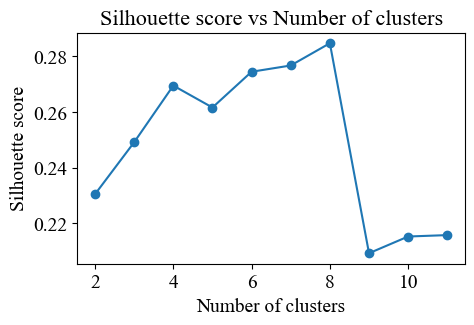 Silhouette score vs Number of clusters
Silhouette score
0.28
0.26
0.24
0.22
2 4 6 8 10
Number of clusters